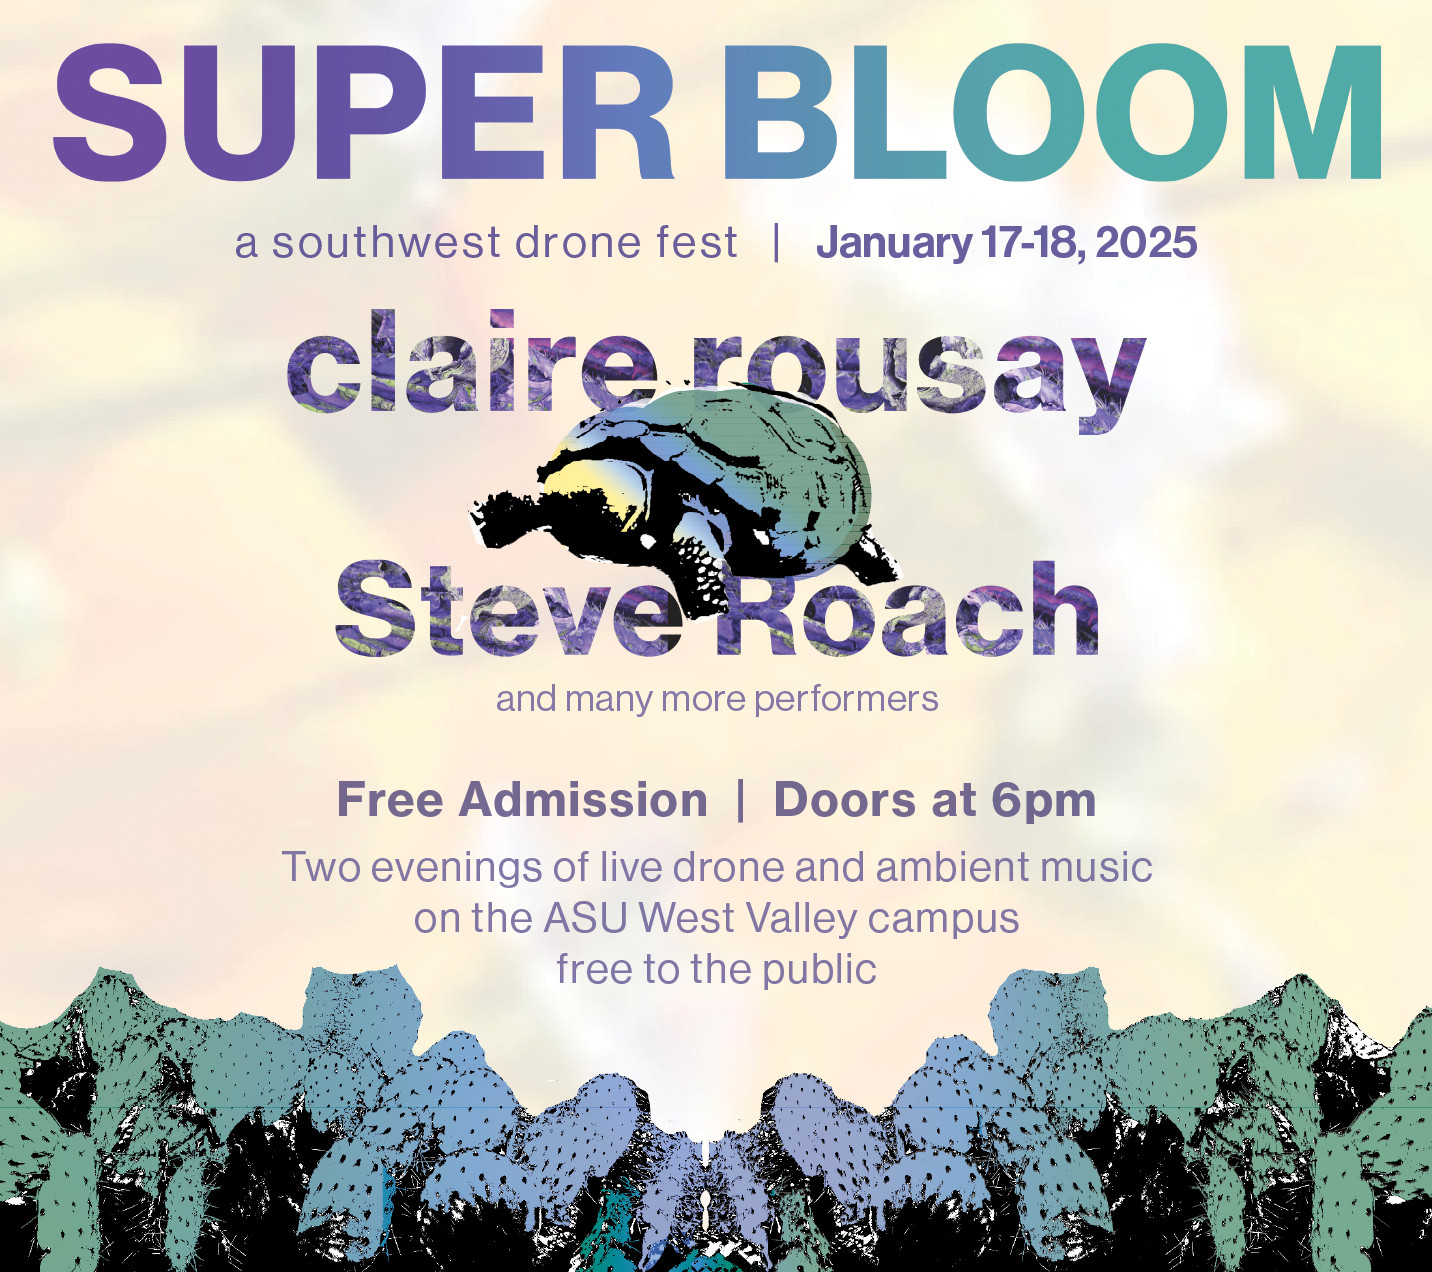 SUPER BLOOM
a southwest drone fest | January 17-18, 2025
claire rousay
Steve Roach
and many more performers
Free Admission | Doors at 6pm
Two evenings of live drone and ambient music
on the ASU West Valley campus
free to the public